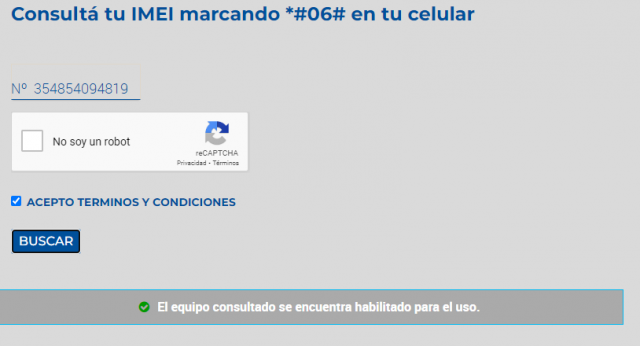 Consultá tu IMEI marcando *#06# en tu celular
Nº 354854094819
No soy un robot
reCAPTCHA
Privacidad - Términos
ACEPTO TERMINOS Y CONDICIONES
BUSCAR
El equipo consultado se encuentra habilitado para el uso.